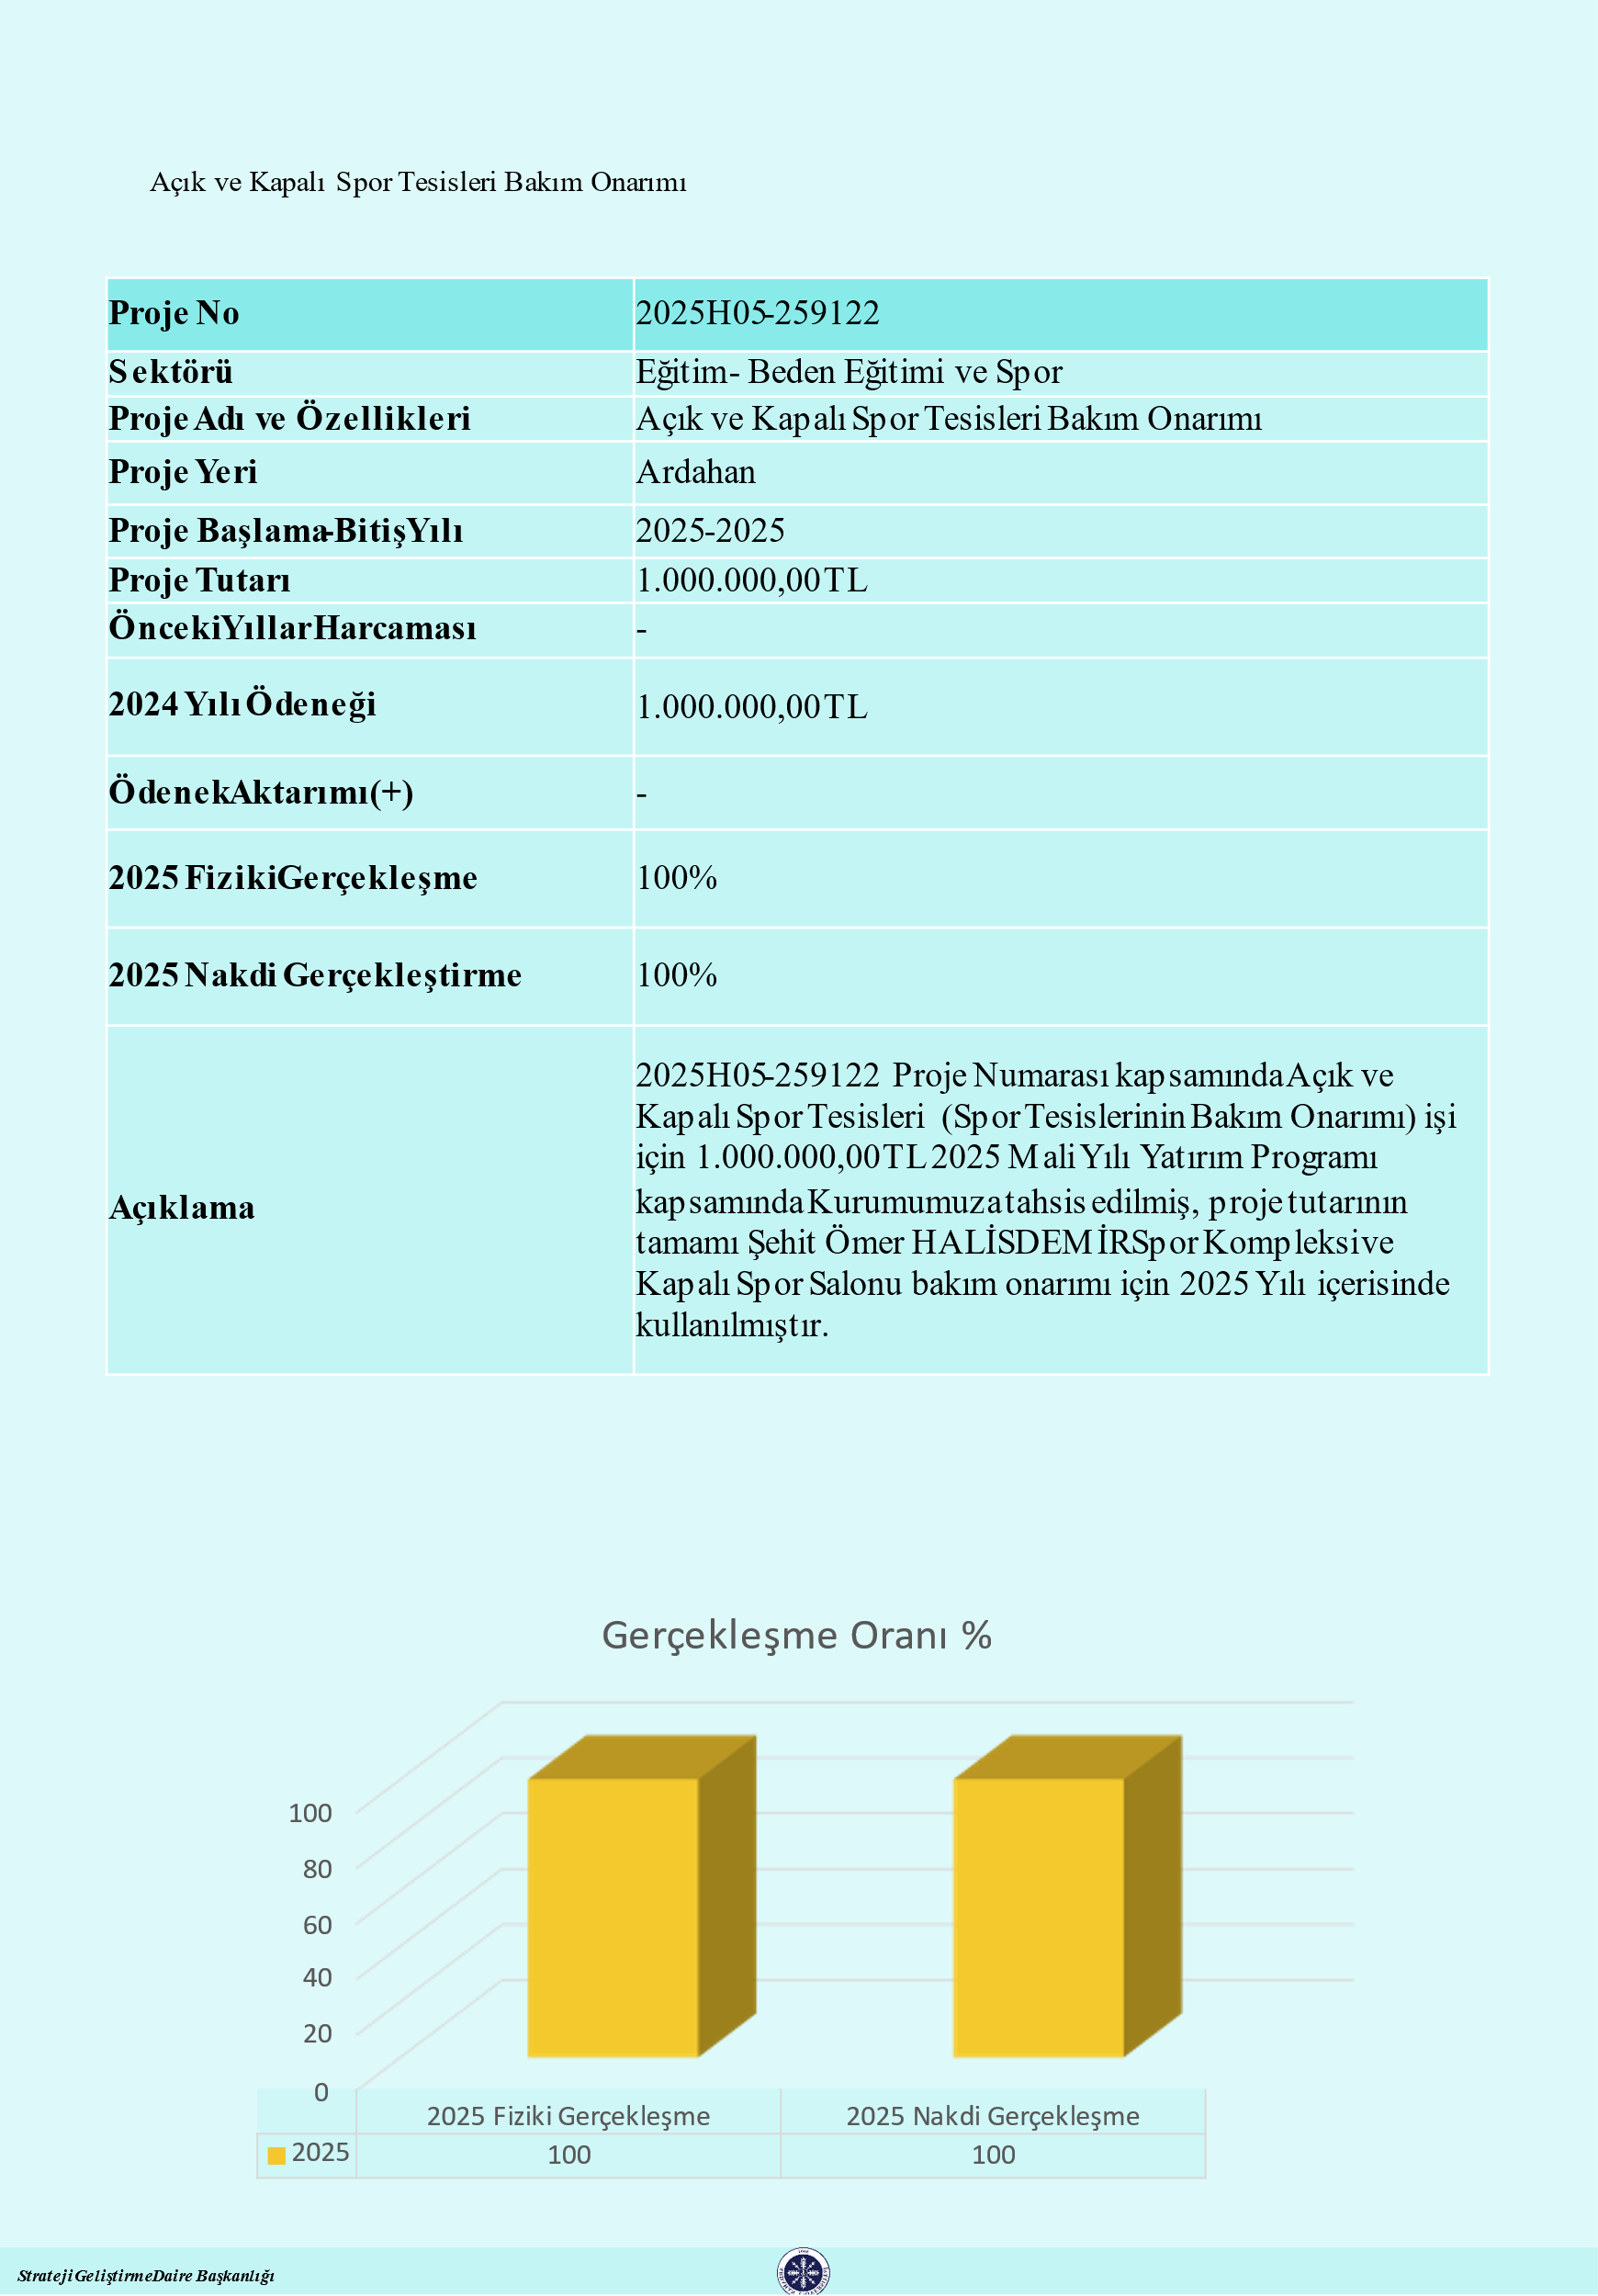 Açık ve Kapalı Spor Tesisleri Bakım Onarımı
Proje No 2025H05-259122
Sektörü Eğitim- Beden Eğitimi ve Spor
Proje Adı ve Özellikleri Açık ve Kapalı Spor Tesisleri Bakım Onarımı
Proje Yeri Ardahan
Proje Başlama-Bitiş Yılı 2025-2025
Proje Tutarı 1.000.000,00 TL
Önceki Yıllar Harcaması -
2024 Yılı Ödeneği 1.000.000,00 TL
Ödenek Aktarımı (+) -
2025 Fiziki Gerçekleşme 100%
2025 Nakdi Gerçekleştirme 100%
Açıklama
2025H05-259122 Proje Numarası kapsamında Açık ve
Kapalı Spor Tesisleri (Spor Tesislerinin Bakım Onarımı) işi
için 1.000.000,00 TL 2025 Mali Yılı Yatırım Programı
kapsamında Kurumumuza tahsis edilmiş, proje tutarının
tamamı Şehit Ömer HALİSDEMİR Spor Kompleksi ve
Kapalı Spor Salonu bakım onarımı için 2025 Yılı içerisinde
kullanılmıştır.
Gerçekleşme Oranı %
100
80
60
40
20
0
2025 Fiziki Gerçekleşme 2025 Nakdi Gerçekleşme
2025 100 100
Strateji Geliştirme Daire Başkanlığı